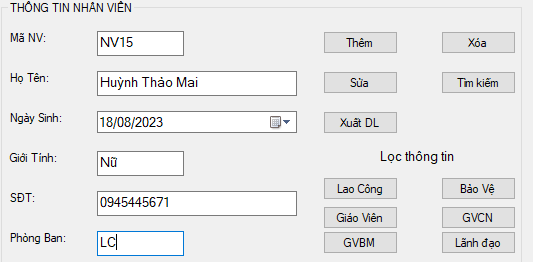 THÔNG TIN NHÂN VIÊN
Mã NV: NV15 Thêm Xóa
Họ Tên: Huỳnh Thảo Mai Sửa Tìm kiếm
Ngày Sinh: 18/08/2023 Xuất DL
Giới Tính: Nữ Lọc thông tin
SĐT: 0945445671 Lao Công Bảo Vệ
Giáo Viên GVCN
Phòng Ban: LC GVBM Lãnh đạo